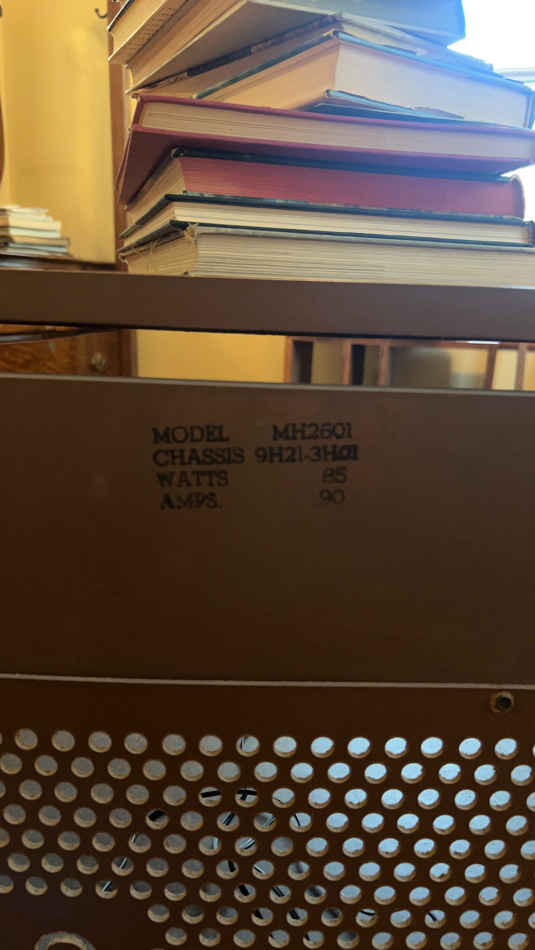 MODEL MH2601
CHASSIS 9H21-3H01
WATTS 85
AMPS. .90